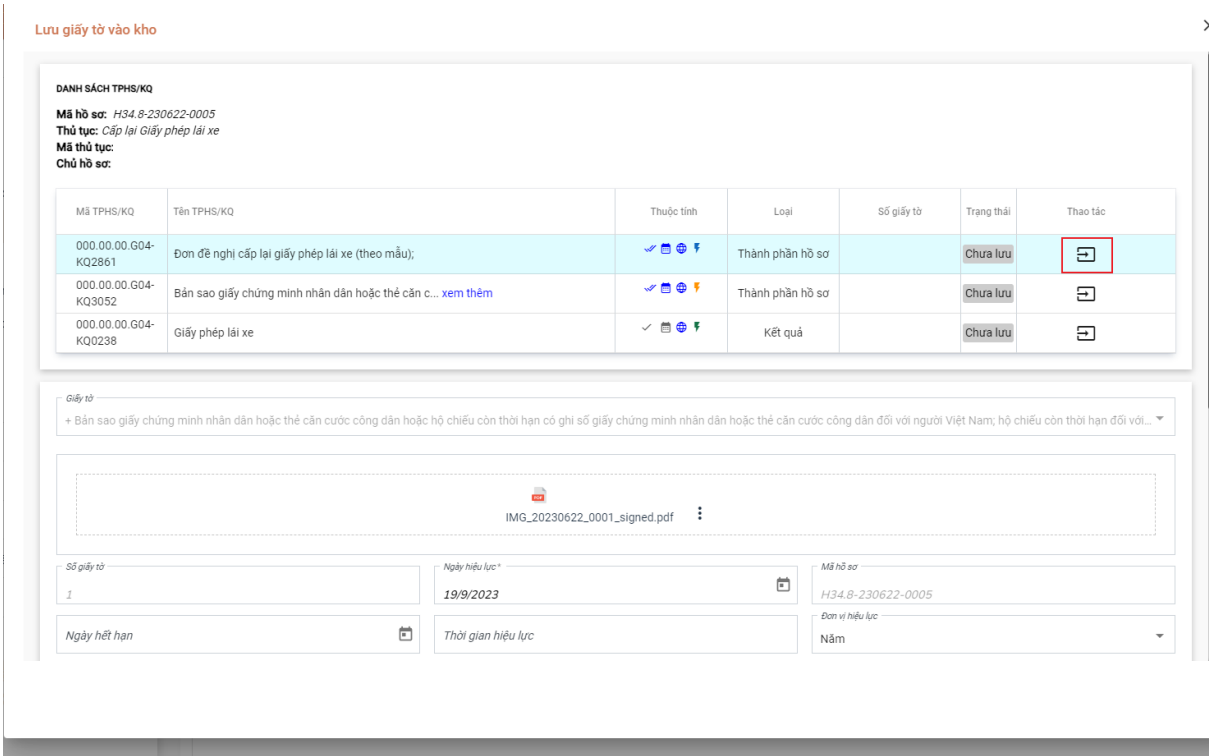 Lưu giấy tờ vào kho
DANH SÁCH TPHS/KQ
Mã hồ sơ: H34.8-230622-0005
Thủ tục: Cấp lại Giấy phép lái xe
Mã thủ tục:
Chủ hồ sơ:
Mã TPHS/KQ Tên TPHS/KQ Thuộc tính Loại Số giấy tờ Trạng thái Thao tác
000.00.00.G04-
KQ2861
Đơn đề nghị cấp lại giấy phép lái xe (theo mẫu); Thành phần hồ sơ Chưa lưu
000.00.00.G04-
KQ3052
Bản sao giấy chứng minh nhân dân hoặc thẻ căn c... xem thêm Thành phần hồ sơ Chưa lưu
000.00.00.G04-
KQ0238
Giấy phép lái xe Kết quả Chưa lưu
Giấy tờ
+ Bản sao giấy chứng minh nhân dân hoặc thẻ căn cước công dân hoặc hộ chiếu còn thời hạn có ghi số giấy chứng minh nhân dân hoặc thẻ căn cước công dân đối với người Việt Nam; hộ chiếu còn thời hạn đối với...
PDF
IMG_20230622_0001_signed.pdf
Số giấy tờ Ngày hiệu lực* Mã hồ sơ
1 19/9/2023 H34.8-230622-0005
Đơn vị hiệu lực
Ngày hết hạn Thời gian hiệu lực Năm